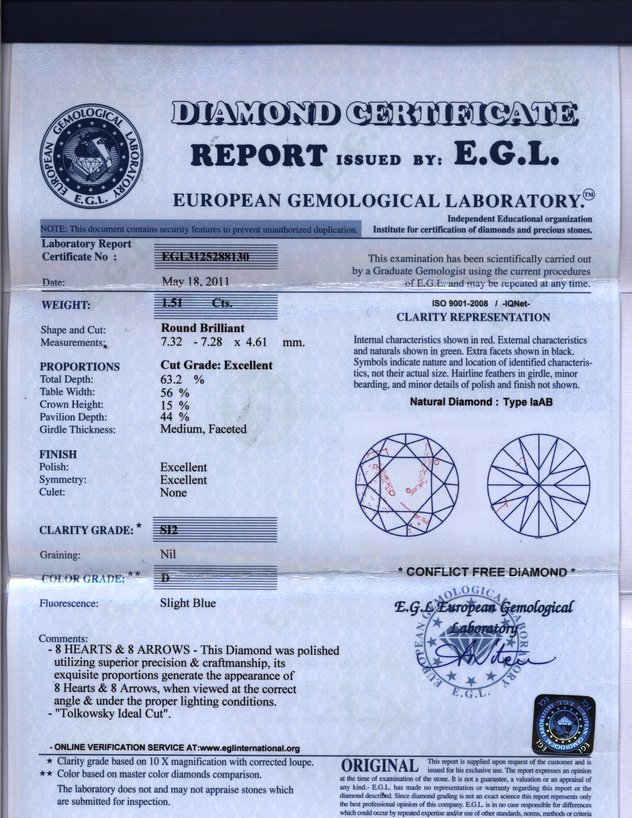 EUROPEAN GEMOLOGICAL LABORATORY
E.G.L.
DIAMOND CERTIFICATE
REPORT ISSUED BY: E.G.L.
EUROPEAN GEMOLOGICAL LABORATORY.™
Independent Educational organization
Institute for certification of diamonds and precious stones.
NOTE: This document contains security features to prevent unauthorized duplication.
Laboratory Report
Certificate No : EGL3125288130
Date: May 18, 2011
WEIGHT: 1.51 Cts.
Shape and Cut: Round Brilliant
Measurements: 7.32 - 7.28 x 4.61 mm.
PROPORTIONS Cut Grade: Excellent
Total Depth: 63.2 %
Table Width: 56 %
Crown Height: 15 %
Pavilion Depth: 44 %
Girdle Thickness: Medium, Faceted
FINISH
Polish: Excellent
Symmetry: Excellent
Culet: None
CLARITY GRADE: * SI2
Graining: Nil
COLOR GRADE: ** D
Fluorescence: Slight Blue
Comments:
- 8 HEARTS & 8 ARROWS - This Diamond was polished
utilizing superior precision & craftmanship, its
exquisite proportions generate the appearance of
8 Hearts & 8 Arrows, when viewed at the correct
angle & under the proper lighting conditions.
- "Tolkowsky Ideal Cut".
- ONLINE VERIFICATION SERVICE AT:www.eglinternational.org
* Clarity grade based on 10 X magnification with corrected loupe.
** Color based on master color diamonds comparison.
The laboratory does not and may not appraise stones which
are submitted for inspection.
This examination has been scientifically carried out
by a Graduate Gemologist using the current procedures
of E.G.L. and may be repeated at any time.
ISO 9001-2008 / -IQNet-
CLARITY REPRESENTATION
Internal characteristics shown in red. External characteristics
and naturals shown in green. Extra facets shown in black.
Symbols indicate nature and location of identified characteris-
tics, not their actual size. Hairline feathers in girdle, minor
bearding, and minor details of polish and finish not shown.
Natural Diamond : Type IaAB
* CONFLICT FREE DIAMOND *
E.G.L European Gemological
Laboratory
EUROPEAN GEMOLOGICAL LABORATORY
E.G.L.
ORIGINAL This report is supplied upon request of the customer and is
issued for his exclusive use. The report expresses an opinion
at the time of examination of the stone. It is not a guarantee, a valuation or an appraisal of
any kind.- E.G.L. has made no representation or warranty regarding this report or the
diamond described. Since diamond grading is not an exact science this report represents only
the best professional opinion of this company. E.G.L. is in no case responsible for differences
which could occur by repeated expertise and/or use of other standards, norms, methods or criteria